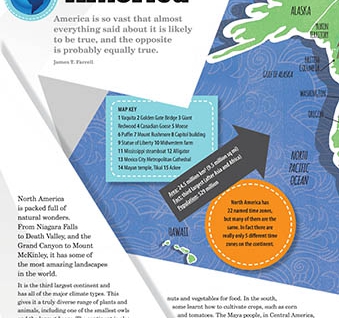 America
America is so vast that almost
everything said about it is likely
to be true, and the opposite
is probably equally true.
James T. Farrell
ALASKA
YUKON
TERRITORY
BRITISH
COLUMBIA
GULF OF ALASKA
WASHINGTON
OREGON
NORTH
PACIFIC
OCEAN
HAWAII
MAP KEY
1 Vaquita 2 Golden Gate Bridge 3 Giant
Redwood 4 Canadian Goose 5 Moose
6 Puffin 7 Mount Rushmore 8 Capitol building
9 Statue of Liberty 10 Midwestern farm
11 Mississippi steamboat 12 Alligator
13 Mexico City Metropolitan Cathedral
14 Mayan temple, Tikal 15 Aztec
Area: 24.5 million km² (9.5 million sq mi)
Fact: third largest (after Asia and Africa)
Population: 529 million
North America has
22 named time zones,
but many of them are
the same. In fact there are
really only 5 different time
zones on the continent.
North America
is packed full of
natural wonders.
From Niagara Falls
to Death Valley, and the
Grand Canyon to Mount
McKinley, it has some of
the most amazing landscapes
in the world.
It is the third largest continent and
has all of the major climate types. This
gives it a truly diverse range of plants and
animals, including one of the smallest owls
nuts and vegetables for food. In the south,
some learnt how to cultivate crops, such as corn
and tomatoes. The Maya people, in Central America,